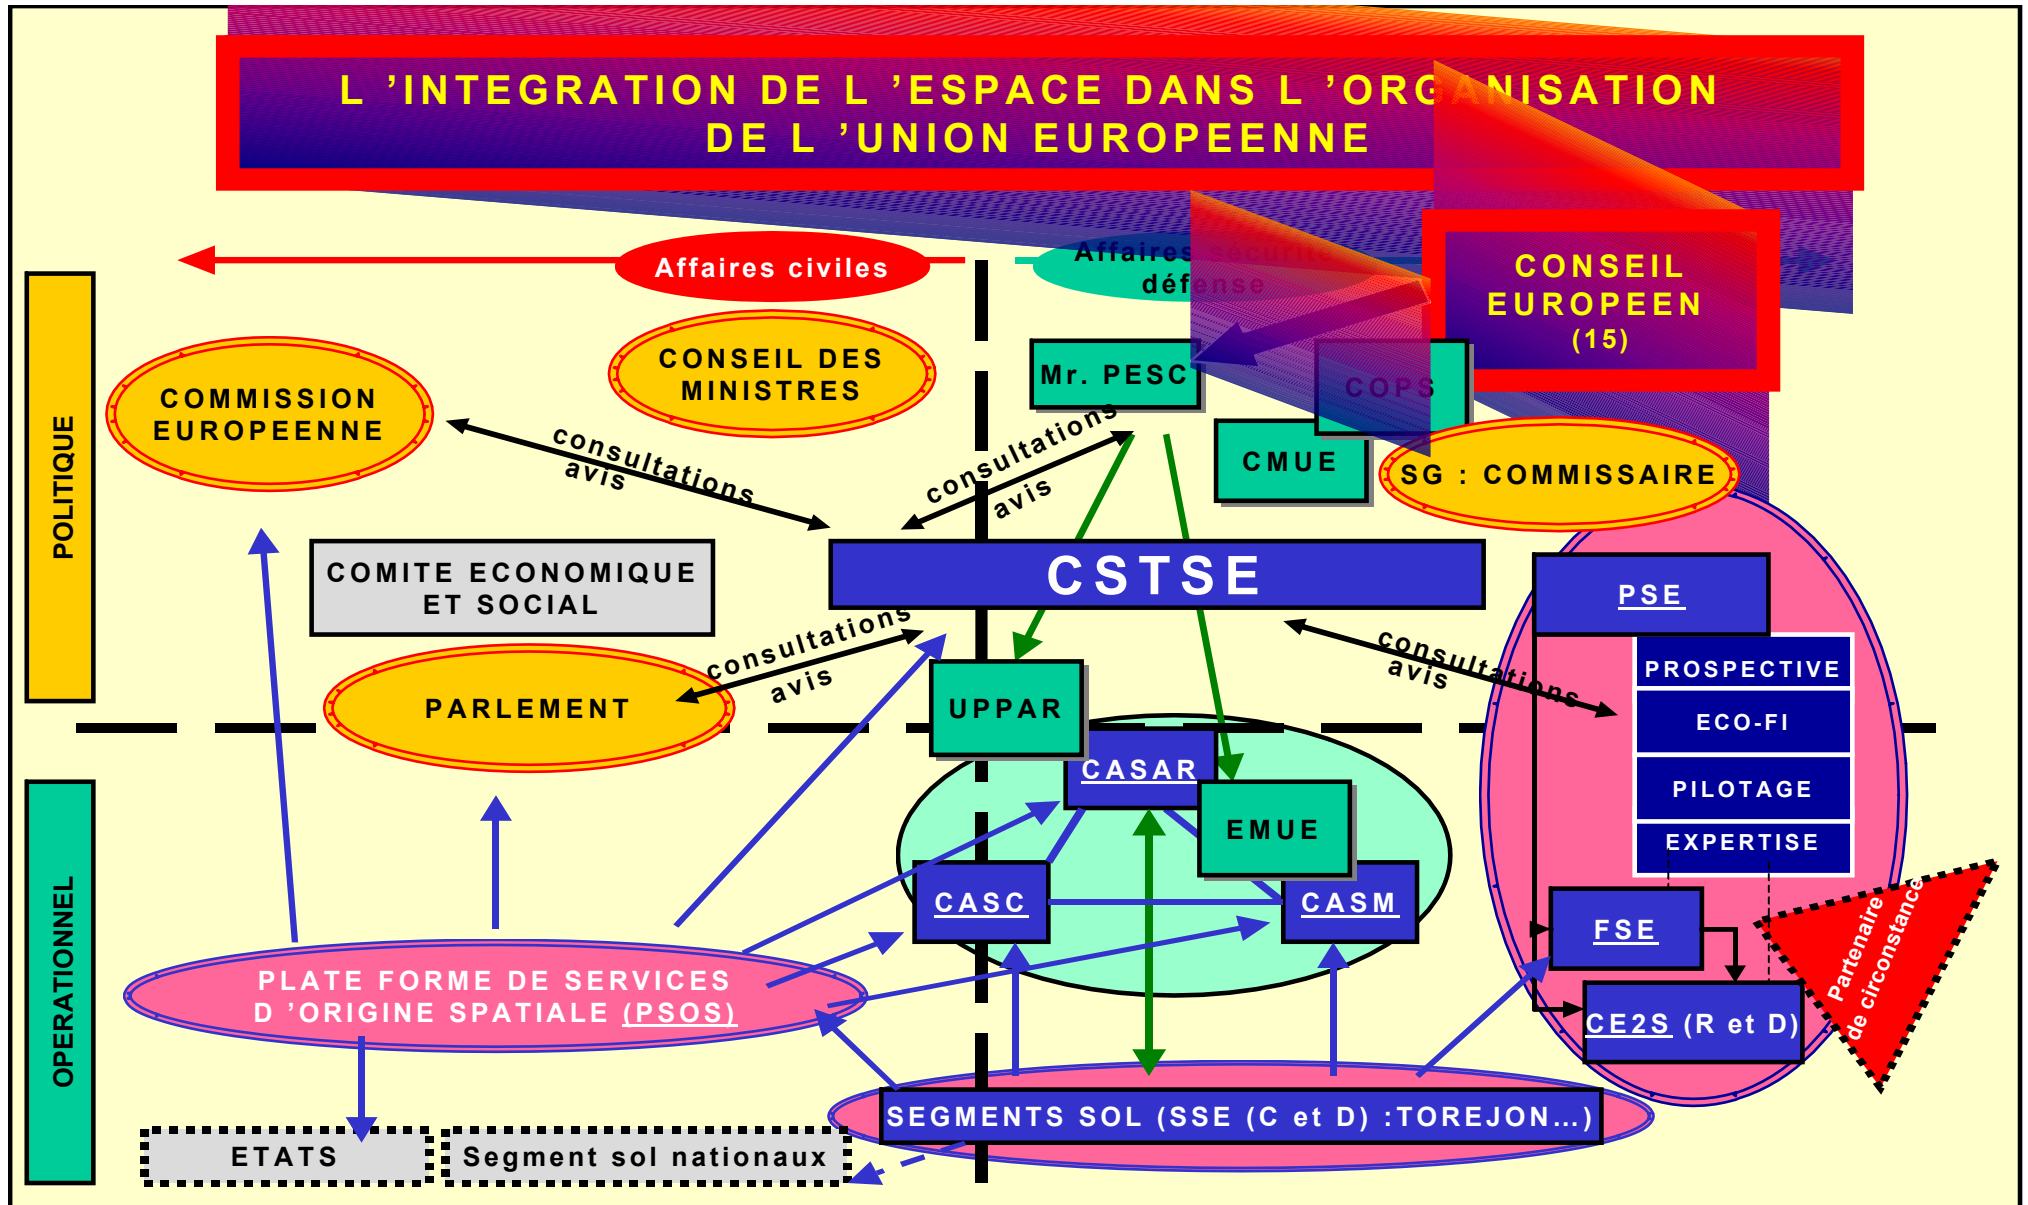 L ’INTEGRATION DE L ’ESPACE DANS L ’ORGANISATION
DE L ’UNION EUROPEENNE
Affaires civiles
Affaires sécurité
défense
CONSEIL
EUROPEEN
(15)
POLITIQUE
COMMISSION
EUROPEENNE
CONSEIL DES
MINISTRES
Mr. PESC
COPS
CMUE
SG : COMMISSAIRE
consultations
avis
consultations
avis
COMITE ECONOMIQUE
ET SOCIAL
CSTSE
PSE
PARLEMENT
consultations
avis
consultations
avis
UPPAR
PROSPECTIVE
ECO-FI
PILOTAGE
EXPERTISE
OPERATIONNEL
CASAR
EMUE
CASC
CASM
FSE
CE2S (R et D)
Partenaire
de circonstance
PLATE FORME DE SERVICES
D ’ORIGINE SPATIALE (PSOS)
SEGMENTS SOL (SSE (C et D) :TOREJON...)
ETATS
Segment sol nationaux